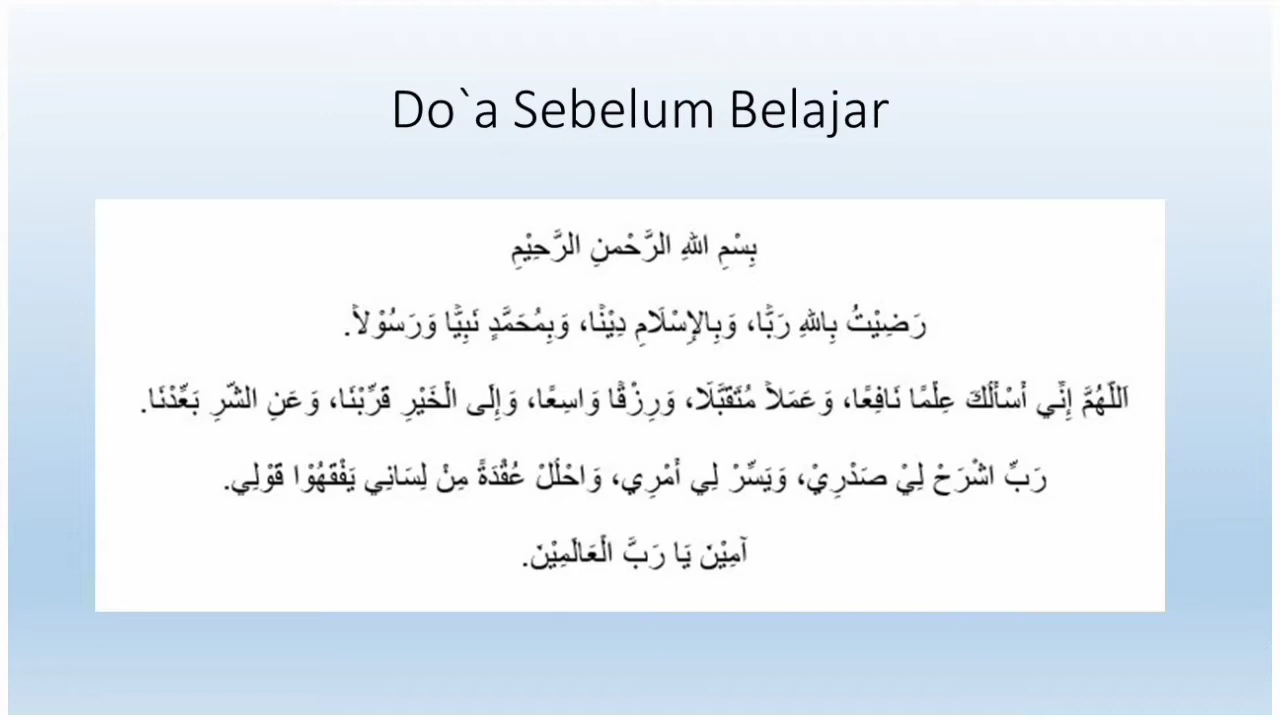 Do`a Sebelum Belajar
بِسْمِ اللهِ الرَّحْمنِ الرَّحِيْمِ
رَضِيْتُ بِاللهِ رَبًّا، وَبِالإِسْلَامِ دِيْنًا، وَبِمُحَمَّدٍ نَبِيًّا وَرَسُوْلاً.
اَللّهُمَّ إِنِّي أَسْأَلُكَ عِلْمًا نَافِعًا، وَعَمَلاً مُتَقَبَّلَا، وَرِزْقًا وَاسِعًا، وَإِلَى الْخَيْرِ قَرِّبْنَا، وَعَنِ الشّرِ بَعِّدْنَا.
رَبِّ اشْرَحْ لِيْ صَدْرِيْ، وَيَسِّرْ لِي أَمْرِي، وَاحْلُلْ عُقْدَةً مِنْ لِسَانِي يَفْقَهُوْا قَوْلِي.
آمِيْنَ يَا رَبَّ الْعَالَمِيْنَ.